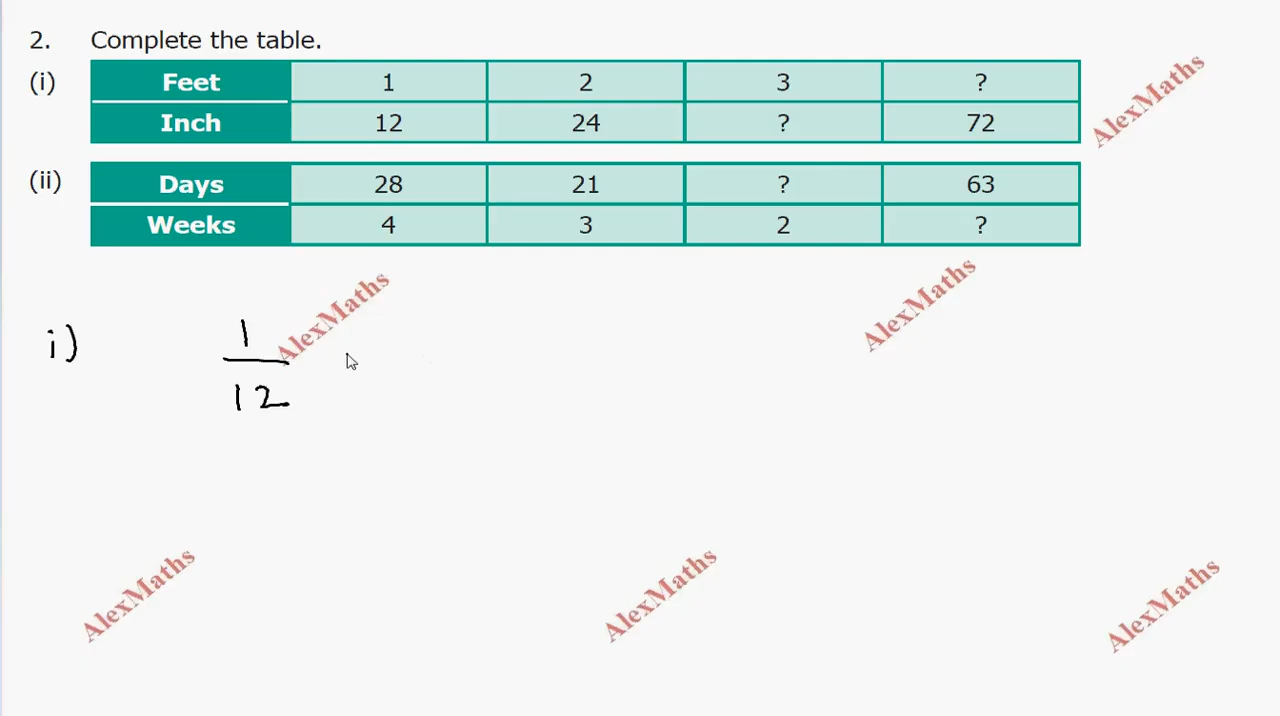 2. Complete the table.
(i) Feet 1 2 3 ?
Inch 12 24 ? 72
(ii) Days 28 21 ? 63
Weeks 4 3 2 ?
AlexMaths
i) 1
12
AlexMaths
AlexMaths
AlexMaths
AlexMaths
AlexMaths